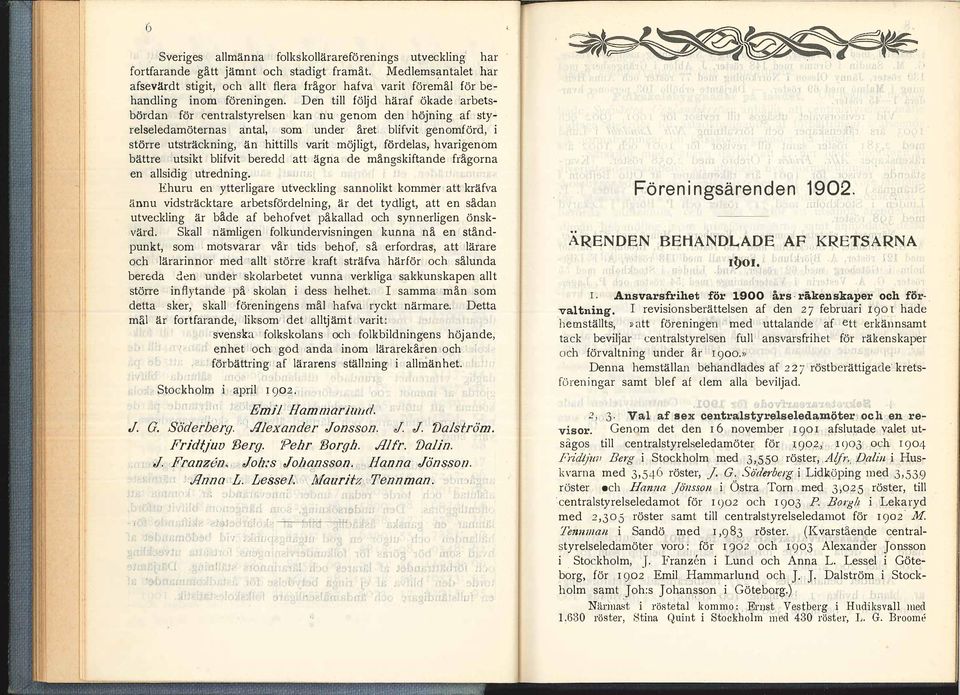 6
Sveriges allmänna folkskollärareförenings utveckling har
fortfarande gått jämnt och stadigt framåt. Medlemsantalet har
afsevärdt stigit, och allt flera frågor hafva varit föremål för be-
handling inom föreningen. Den till följd häraf ökade arbets-
bördan för centralstyrelsen kan nu genom den höjning af sty-
relseledamöternas antal, som under året blifvit genomförd, i
större utsträckning, än hittills varit möjligt, fördelas, hvarigenom
bättre utsikt blifvit beredd att ägna de mångskiftande frågorna
en allsidig utredning.
Ehuru en ytterligare utveckling sannolikt kommer att kräfva
ännu vidsträcktare arbetsfördelning, är det tydligt, att en sådan
utveckling är både af behofvet påkallad och synnerligen önsk-
värd. Skall nämligen folkundervisningen kunna nå en stånd-
punkt, som motsvarar vår tids behof, så erfordras, att lärare
och lärarinnor med allt större kraft sträfva härför och sålunda
bereda den under skolarbetet vunna verkliga sakkunskapen allt
större inflytande på skolan i dess helhet. I samma mån som
detta sker, skall föreningens mål hafva ryckt närmare. Detta
mål är fortfarande, liksom det alltjämt varit:
svenska folkskolans och folkbildningens höjande,
enhet och god anda inom lärarekåren och
förbättring af lärarens ställning i allmänhet.
Stockholm i april 1902.
Emil Hammarlund.
J. G. Söderberg. Alexander Jonsson. J. J. Dalström.
Fridtjuv Berg. Pehr Borgh. Alfr. Dalin.
J. Franzén. Joh:s Johansson. Hanna Jönsson.
Anna L. Lessel. Mauritz Tennman.
Föreningsärenden 1902.
ÄRENDEN BEHANDLADE AF KRETSARNA
1901.
1. Ansvarsfrihet för 1900 års räkenskaper och för-
valtning. I revisionsberättelsen af den 27 februari 1901 hade
hemställts, »att föreningen med uttalande af ett erkännsamt
tack beviljar centralstyrelsen full ansvarsfrihet för räkenskaper
och förvaltning under år 1900.»
Denna hemställan behandlades af 227 röstberättigade krets-
föreningar samt blef af dem alla beviljad.
2, 3. Val af sex centralstyrelseledamöter och en re-
visor. Genom det den 16 november 1901 afslutade valet ut-
sågos till centralstyrelseledamöter för 1902, 1903 och 1904
Fridtjuv Berg i Stockholm med 3,550 röster, Alfr. Dalin i Hus-
kvarna med 3,546 röster, J. G. Söderberg i Lidköping med 3,539
röster och Hanna Jönsson i Östra Torn med 3,025 röster, till
centralstyrelseledamot för 1902 och 1903 P. Borgh i Lekaryd
med 2,305 röster samt till centralstyrelseledamot för 1902 M.
Tennman i Sandö med 1,983 röster. (Kvarstående central-
styrelseledamöter voro: för 1902 och 1903 Alexander Jonsson
i Stockholm, J. Franzén i Lund och Anna L. Lessel i Göte-
borg, för 1902 Emil Hammarlund och J. J. Dalström i Stock-
holm samt Joh:s Johansson i Göteborg.)
Närmast i röstetal kommo: Ernst Vestberg i Hudiksvall med
1.630 röster, Stina Quint i Stockholm med 430 röster, L. G. Broomé